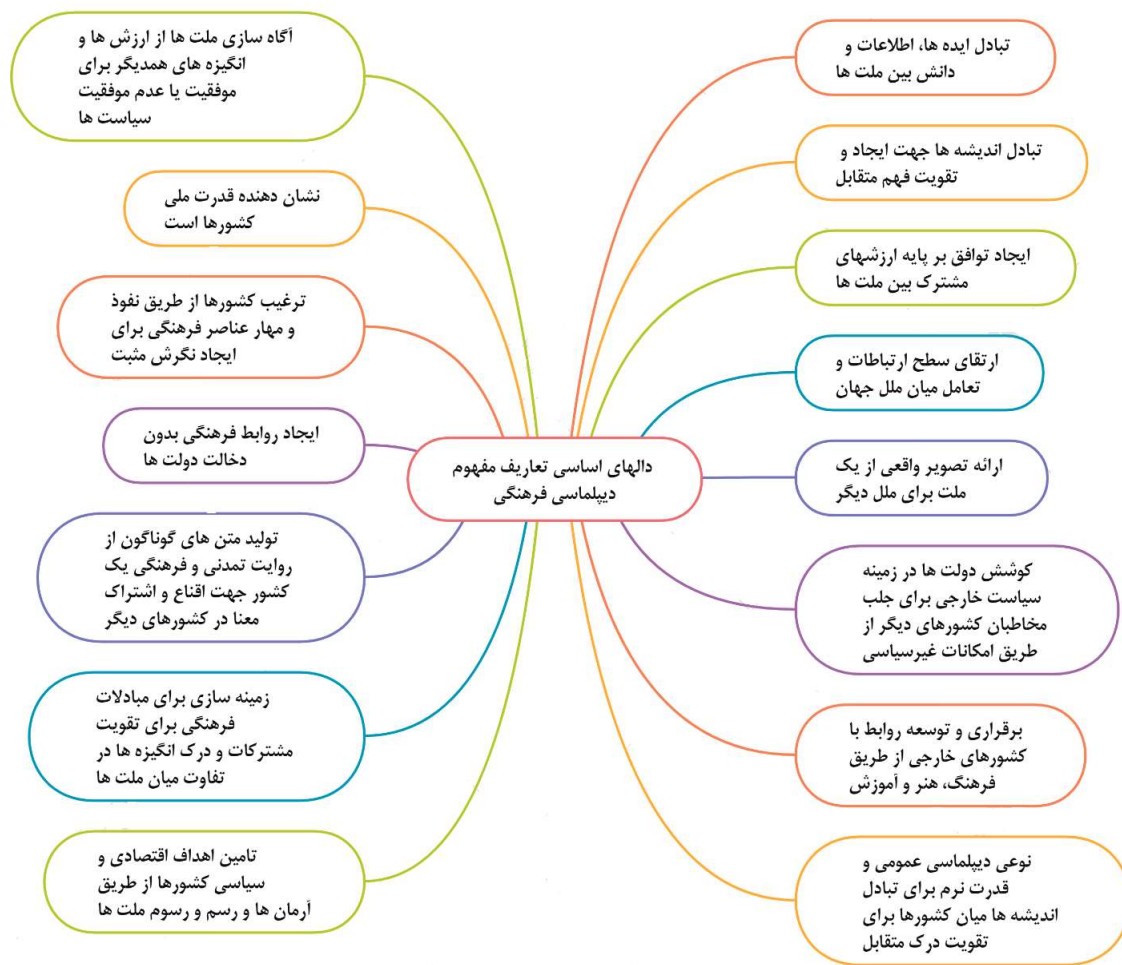 دالهای اساسی تعاریف مفهوم
دیپلماسی فرهنگی
تبادل ایده ها، اطلاعات و
دانش بین ملت ها
تبادل اندیشه ها جهت ایجاد و
تقویت فهم متقابل
ایجاد توافق بر پایه ارزشهای
مشترک بین ملت ها
ارتقای سطح ارتباطات و
تعامل میان ملل جهان
ارائه تصویر واقعی از یک
ملت برای ملل دیگر
کوشش دولت ها در زمینه
سیاست خارجی برای جلب
مخاطبان کشورهای دیگر از
طریق امکانات غیرسیاسی
برقراری و توسعه روابط با
کشورهای خارجی از طریق
فرهنگ، هنر و آموزش
نوعی دیپلماسی عمومی و
قدرت نرم برای تبادل
اندیشه ها میان کشورها برای
تقویت درک متقابل
آگاه سازی ملت ها از ارزش ها و
انگیزه های همدیگر برای
موفقیت یا عدم موفقیت
سیاست ها
نشان دهنده قدرت ملی
کشورها است
ترغیب کشورها از طریق نفوذ
و مهار عناصر فرهنگی برای
ایجاد نگرش مثبت
ایجاد روابط فرهنگی بدون
دخالت دولت ها
تولید متن های گوناگون از
روایت تمدنی و فرهنگی یک
کشور جهت اقناع و اشتراک
معنا در کشورهای دیگر
زمینه سازی برای مبادلات
فرهنگی برای تقویت
مشترکات و درک انگیزه ها در
تفاوت میان ملت ها
تامین اهداف اقتصادی و
سیاسی کشورها از طریق
آرمان ها و رسم و رسوم ملت ها